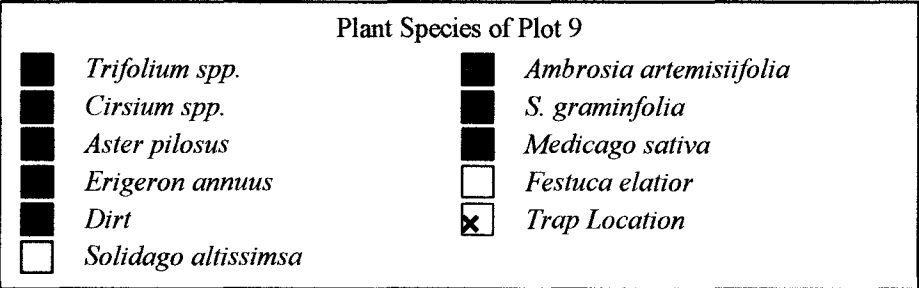 Plant Species of Plot 9
Trifolium spp.
Cirsium spp.
Aster pilosus
Erigeron annuus
Dirt
Solidago altissimsa
Ambrosia artemisiifolia
S. graminfolia
Medicago sativa
Festuca elatior
Trap Location